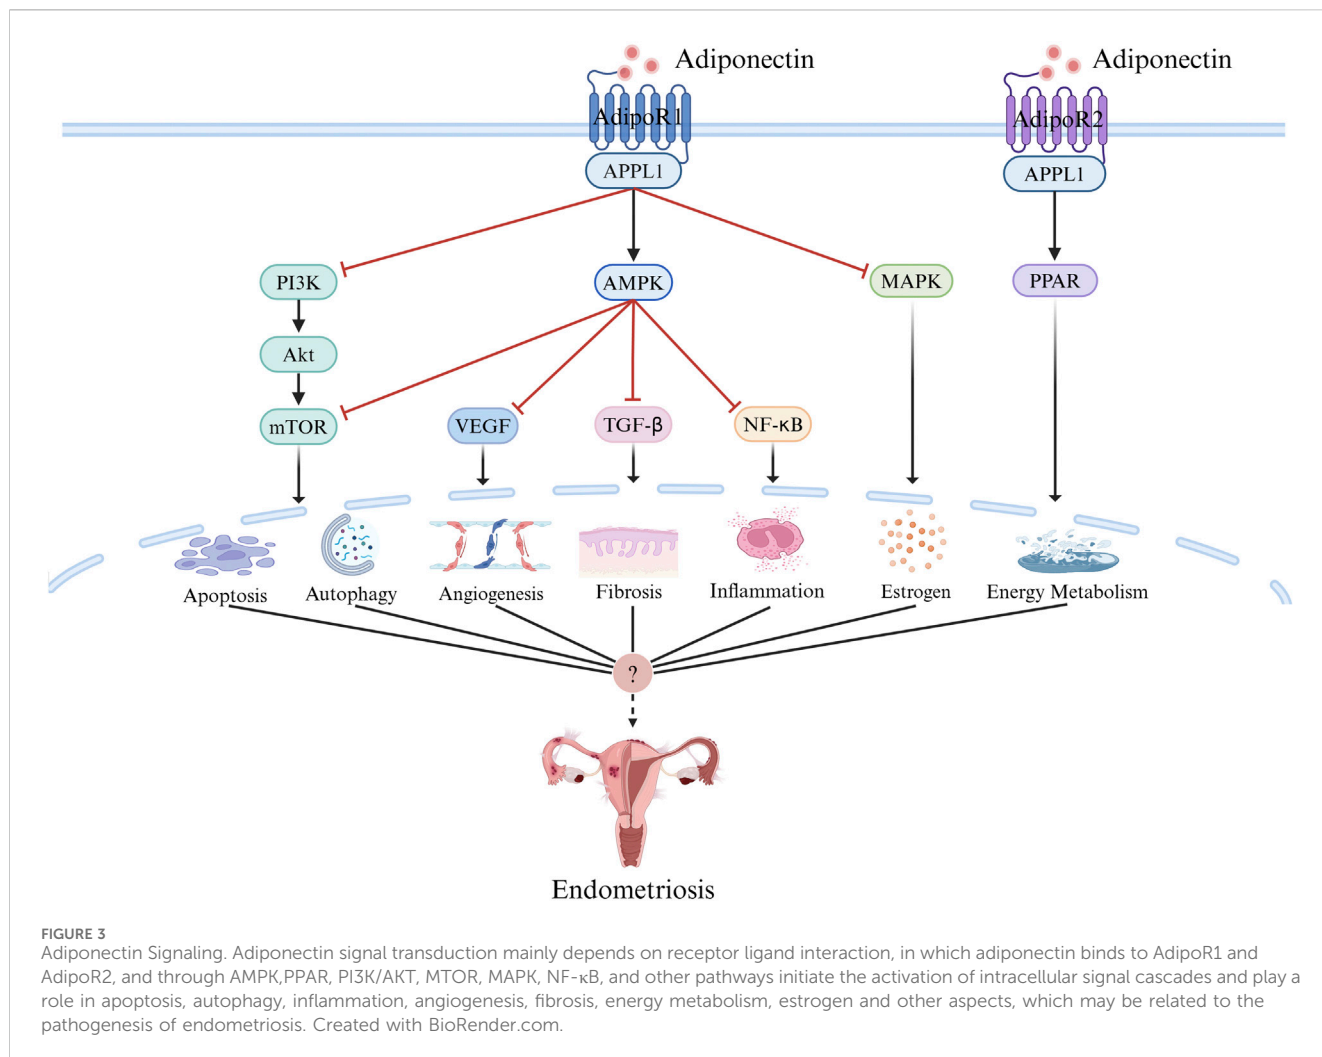 Adiponectin
Adiponectin
AdipoR1
AdipoR2
APPL1
APPL1
PI3K
AMPK
MAPK
PPAR
Akt
mTOR
VEGF
TGF-β
NF-κB
Apoptosis
Autophagy
Angiogenesis
Fibrosis
Inflammation
Estrogen
Energy Metabolism
?
Endometriosis
FIGURE 3
Adiponectin Signaling. Adiponectin signal transduction mainly depends on receptor ligand interaction, in which adiponectin binds to AdipoR1 and
AdipoR2, and through AMPK,PPAR, PI3K/AKT, MTOR, MAPK, NF-κB, and other pathways initiate the activation of intracellular signal cascades and play a
role in apoptosis, autophagy, inflammation, angiogenesis, fibrosis, energy metabolism, estrogen and other aspects, which may be related to the
pathogenesis of endometriosis. Created with BioRender.com.